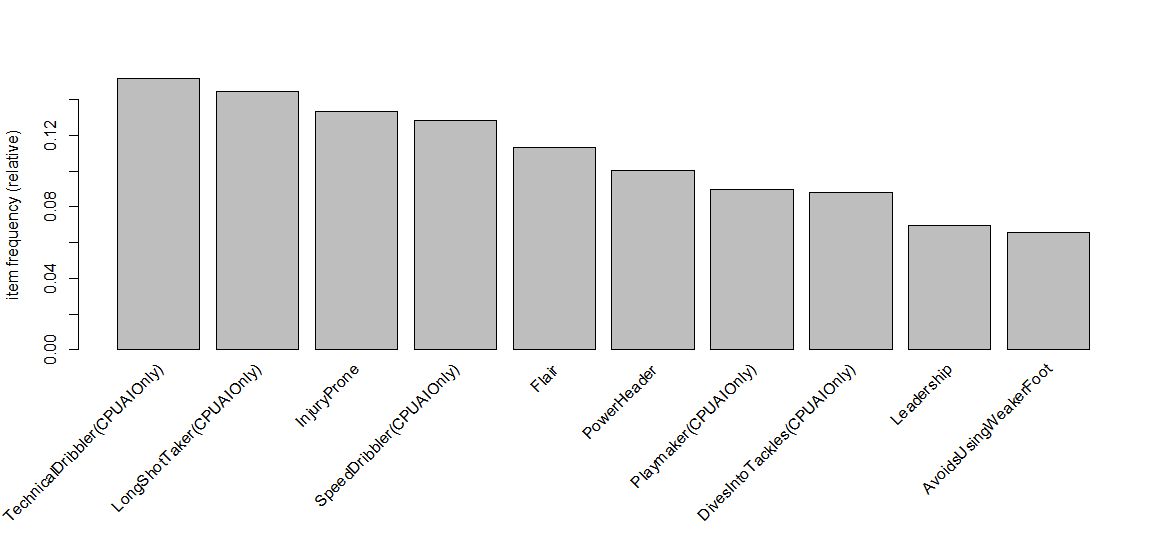 item frequency (relative)
0.12
0.08
0.04
0.00
TechnicalDribbler(CPUAIOnly)
LongShotTaker(CPUAIOnly)
InjuryProne
SpeedDribbler(CPUAIOnly)
Flair
PowerHeader
Playmaker(CPUAIOnly)
DivesIntoTackles(CPUAIOnly)
Leadership
AvoidsUsingWeakerFoot